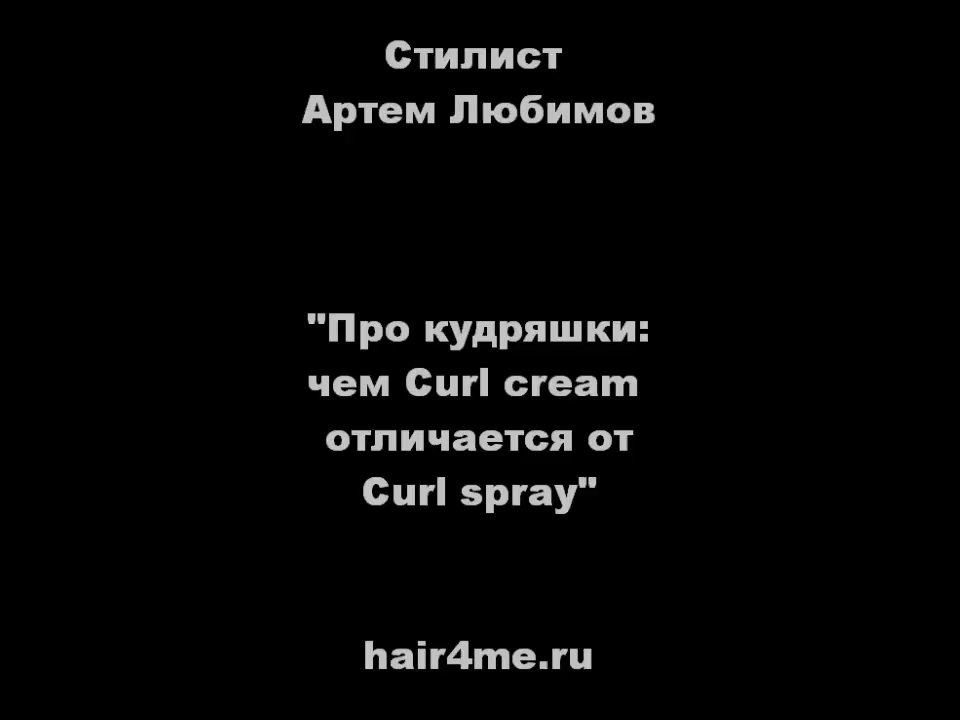 Стилист
Артем Любимов
"Про кудряшки:
чем Curl cream
отличается от
Curl spray"
hair4me.ru